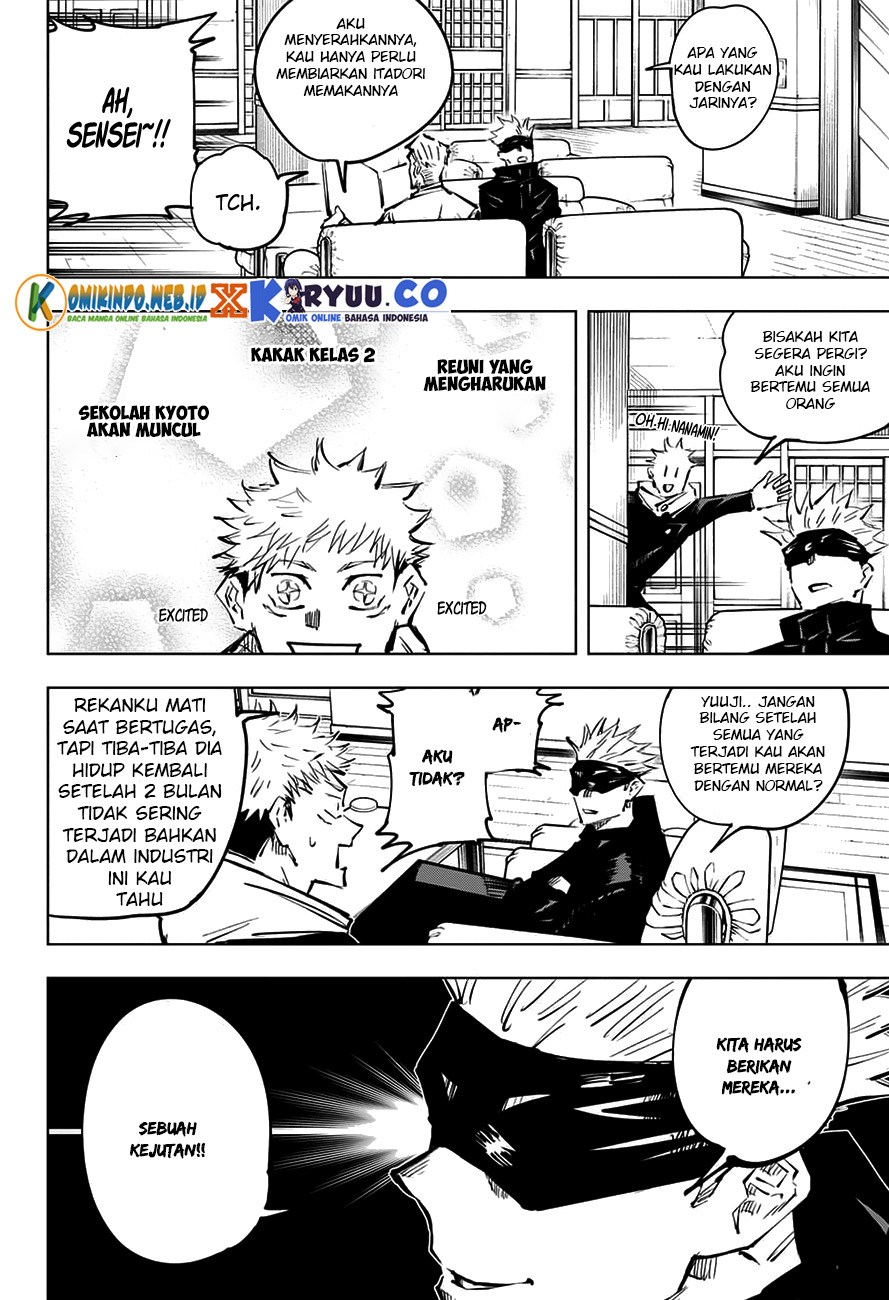 APA YANG
KAU LAKUKAN
DENGAN
JARINYA?
AKU
MENYERAHKANNYA,
KAU HANYA PERLU
MEMBIARKAN ITADORI
MEMAKANNYA
TCH.
AH,
SENSEI~!!
KOMIKINDO.WEB.ID
BACA MANGA ONLINE BAHASA INDONESIA
X
KIRYUU.CO
KOMIK ONLINE BAHASA INDONESIA
BISAKAH KITA
SEGERA PERGI?
AKU INGIN
BERTEMU SEMUA
ORANG
OH.HI.NANAMIN!
REUNI YANG
MENGHARUKAN
KAKAK KELAS 2
SEKOLAH KYOTO
AKAN MUNCUL
EXCITED
EXCITED
YUUJI.. JANGAN
BILANG SETELAH
SEMUA YANG
TERJADI KAU AKAN
BERTEMU MEREKA
DENGAN NORMAL?
AP-
AKU
TIDAK?
REKANKU MATI
SAAT BERTUGAS,
TAPI TIBA-TIBA DIA
HIDUP KEMBALI
SETELAH 2 BULAN
TIDAK SERING
TERJADI BAHKAN
DALAM INDUSTRI
INI KAU
TAHU
KITA HARUS
BERIKAN
MEREKA...
SEBUAH
KEJUTAN!!